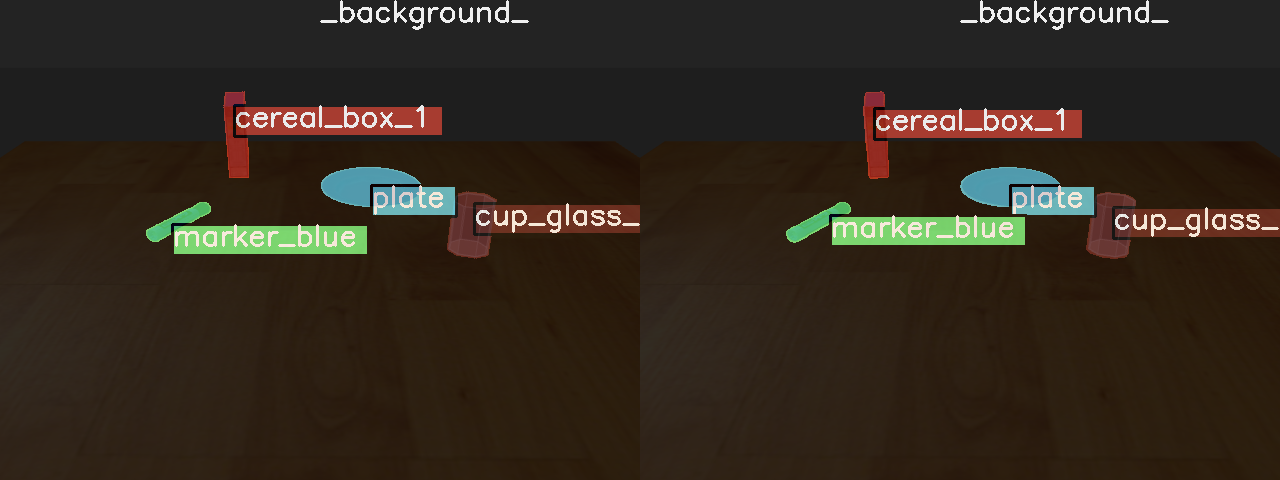 _background_
_background_
cereal_box_1
cereal_box_1
plate
plate
cup_glass_
cup_glass_
marker_blue
marker_blue